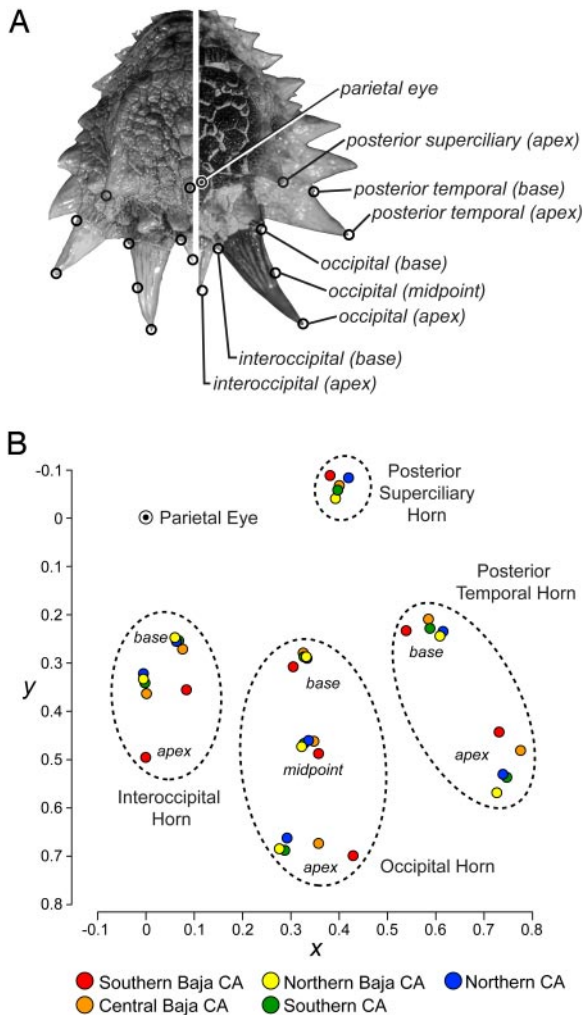 A
parietal eye
posterior superciliary (apex)
posterior temporal (base)
posterior temporal (apex)
occipital (base)
occipital (midpoint)
occipital (apex)
interoccipital (base)
interoccipital (apex)
B
-0.1
0
0.1
0.2
0.3
0.4
0.5
0.6
0.7
0.8
y
Parietal Eye
Posterior
Superciliary
Horn
Posterior
Temporal Horn
base
apex
base
apex
Interoccipital
Horn
base
midpoint
apex
Occipital Horn
-0.1 0 0.1 0.2 0.3 0.4 0.5 0.6 0.7 0.8
x
Southern Baja CA Northern Baja CA Northern CA
Central Baja CA Southern CA